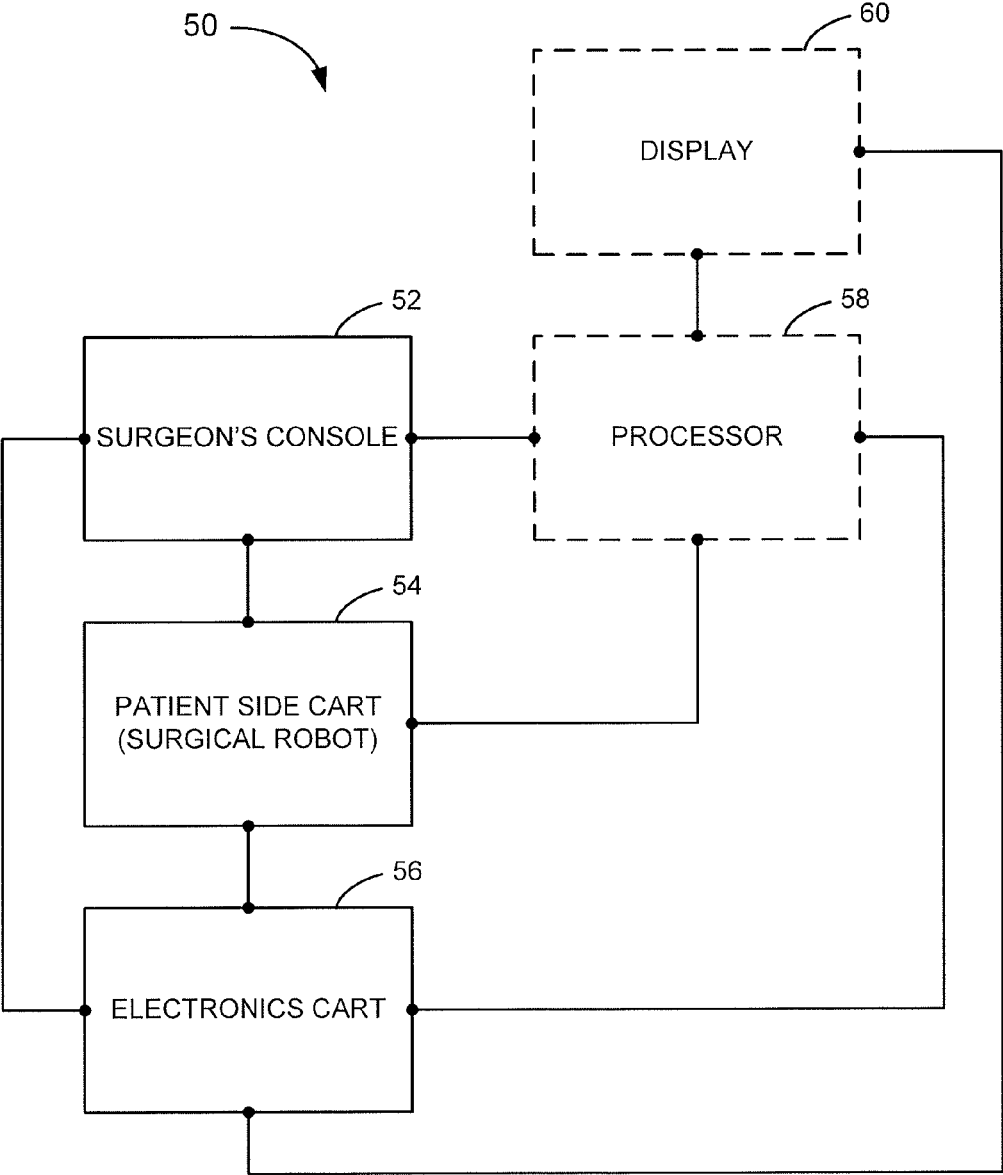 50
60
DISPLAY
52
58
SURGEON'S CONSOLE
PROCESSOR
54
PATIENT SIDE CART
(SURGICAL ROBOT)
56
ELECTRONICS CART